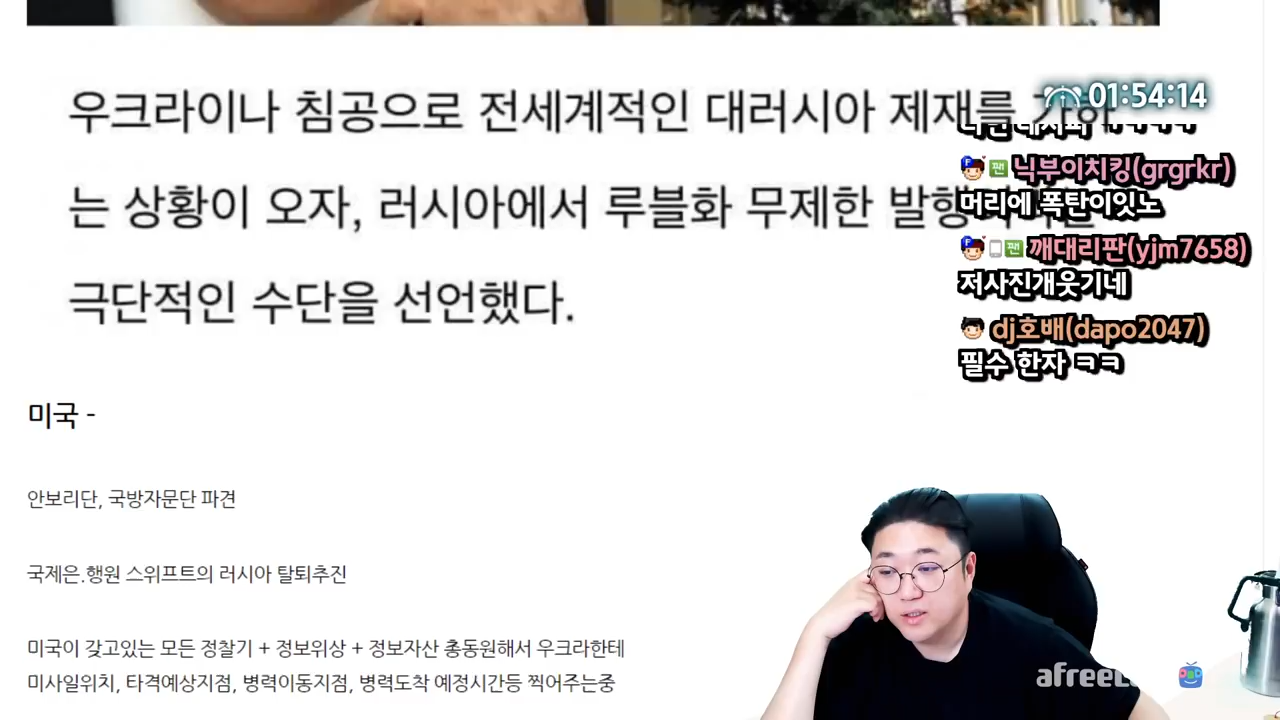 우크라이나 침공으로 전세계적인 대러시아 제재를 가하
는 상황이 오자, 러시아에서 루블화 무제한 발행
극단적인 수단을 선언했다.
미국 -
안보리단, 국방자문단 파견
국제은.행원 스위프트의 러시아 탈퇴추진
미국이 갖고있는 모든 정찰기 + 정보위상 + 정보자산 총동원해서 우크라한테
미사일위치, 타격예상지점, 병력이동지점, 병력도착 예정시간등 찍어주는중
01:54:14
닉부이치킹(grgrkr)
머리에 폭탄이잇노
깨대리판(yjm7658)
저사진개웃기네
dj호배(dapo2047)
필수 한자 ㅋㅋ